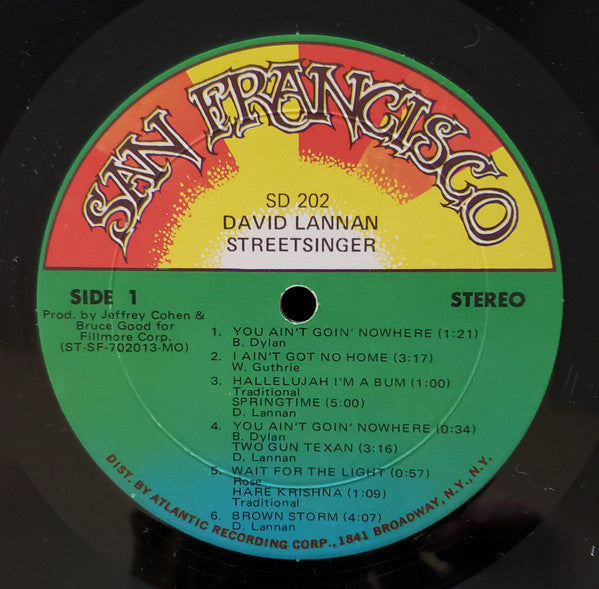 SAN FRANCISCO
SD 202
DAVID LANNAN
STREETSINGER
SIDE 1
STEREO
Prod. by Jeffrey Cohen &
Bruce Good for
Fillmore Corp.
(ST-SF-702013-MO)
1. YOU AIN'T GOIN' NOWHERE (1:21)
B. Dylan
2. I AIN'T GOT NO HOME (3:17)
W. Guthrie
3. HALLELUJAH I'M A BUM (1:00)
Traditional
SPRINGTIME (5:00)
D. Lannan
4. YOU AIN'T GOIN' NOWHERE (0:34)
B. Dylan
TWO GUN TEXAN (3:16)
D. Lannan
5. WAIT FOR THE LIGHT (0:57)
Rose
HARE KRISHNA (1:09)
Traditional
6. BROWN STORM (4:07)
D. Lannan
DIST. BY ATLANTIC RECORDING CORP., 1841 BROADWAY, N.Y., N.Y.